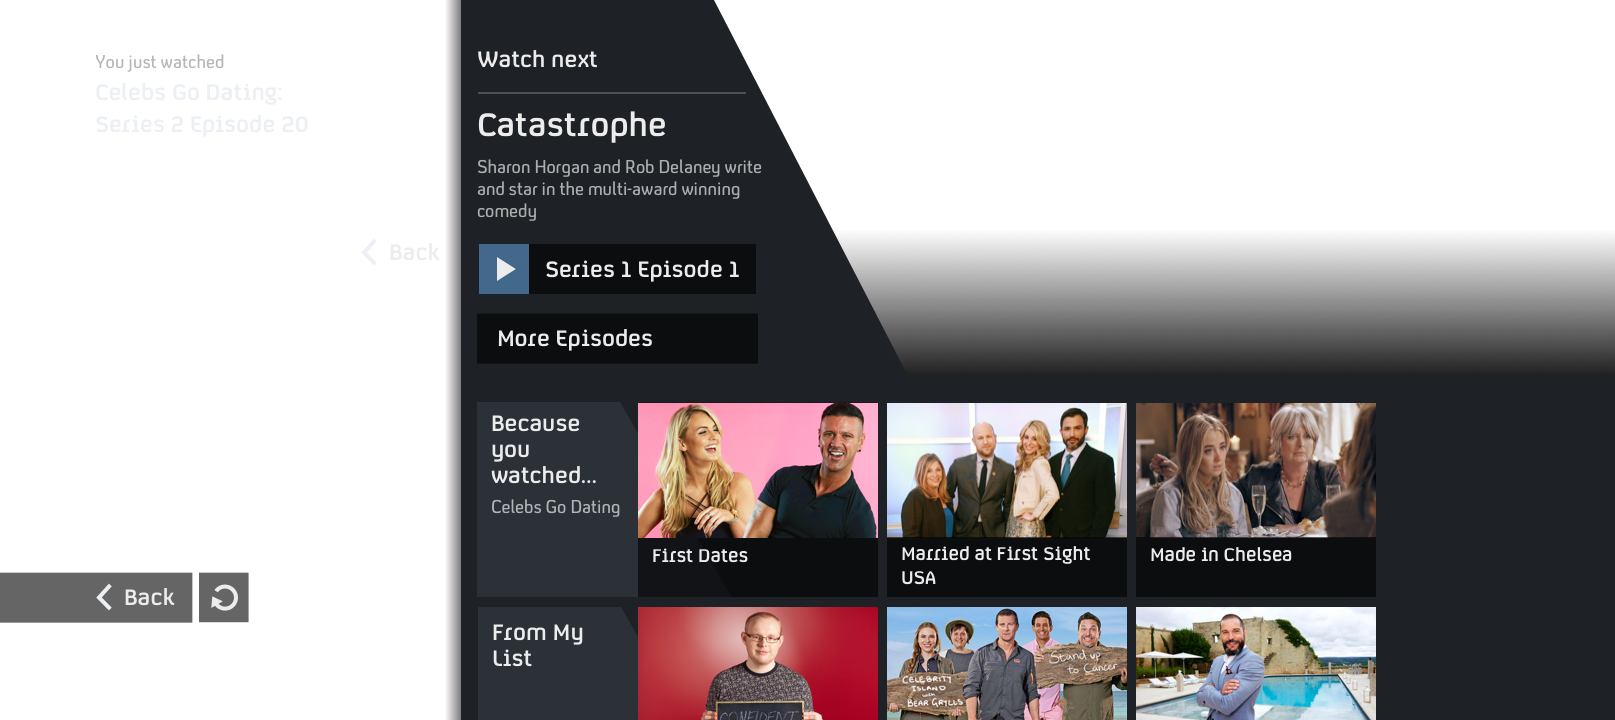 You just watched
Celebs Go Dating:
Series 2 Episode 20
Back
Back
Watch next
Catastrophe
Sharon Horgan and Rob Delaney write
and star in the multi-award winning
comedy
Series 1 Episode 1
More Episodes
Because
you
watched...
Celebs Go Dating
First Dates
Married at First Sight
USA
Made in Chelsea
From My
List
CONFIDENT
CELEBRITY
ISLAND
with
BEAR GRYLLS
Stand up
to Cancer